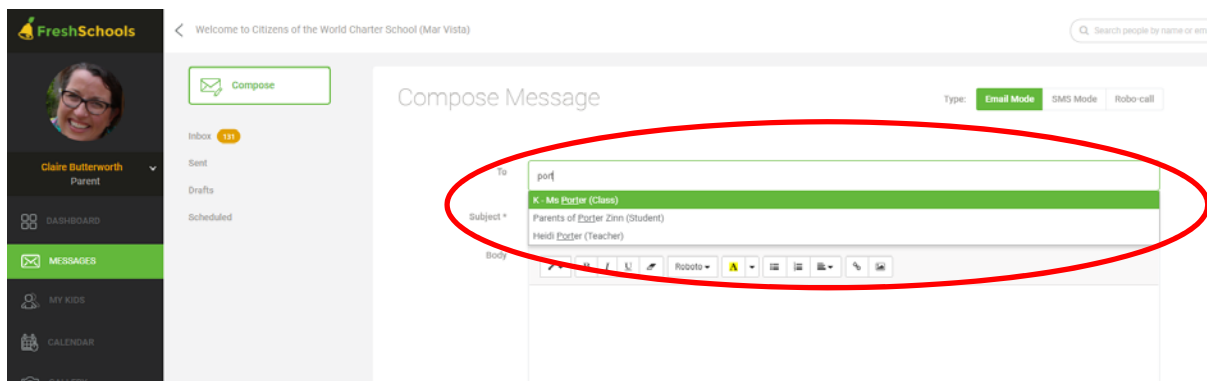 FreshSchools
Welcome to Citizens of the World Charter School (Mar Vista)
Search people by name or em
Compose
Compose Message
Type: Email Mode SMS Mode Robo-call
Inbox 131
Sent
Drafts
Scheduled
Claire Butterworth
Parent
DASHBOARD
MESSAGES
MY KIDS
CALENDAR
To
port
K - Ms Porter (Class)
Subject *
Parents of Porter Zinn (Student)
Heidi Porter (Teacher)
Body
B I U Roboto A